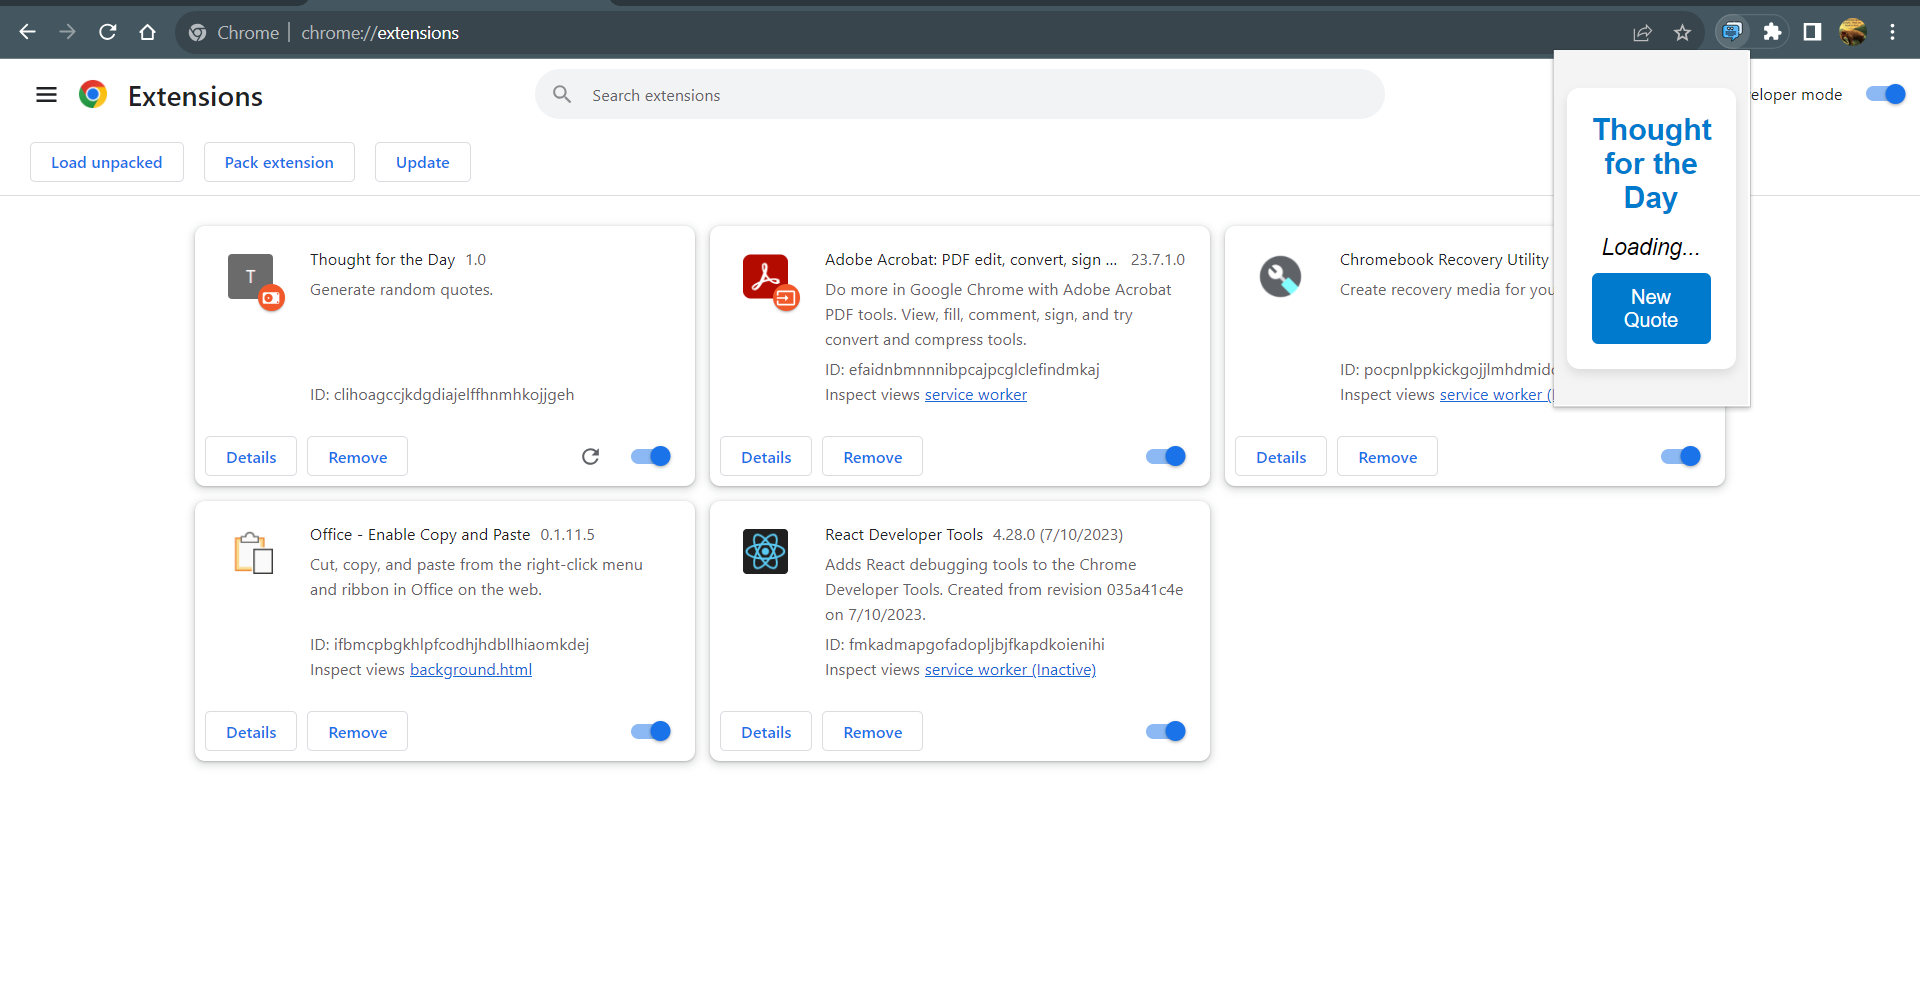 Chrome | chrome://extensions
Extensions
Search extensions
eloper mode
Load unpacked
Pack extension
Update
Thought
for the
Day
Loading...
New
Quote
T
Thought for the Day 1.0
Generate random quotes.
ID: clihoagccjkdgdiajelffhnmhkojjgeh
Details
Remove
Adobe Acrobat: PDF edit, convert, sign ... 23.7.1.0
Do more in Google Chrome with Adobe Acrobat
PDF tools. View, fill, comment, sign, and try
convert and compress tools.
ID: efaidnbmnnnibpcajpcglclefindmkaj
Inspect views service worker
Details
Remove
Chromebook Recovery Utility
Create recovery media for you
ID: pocpnlppkickgojjlmhdmid
Inspect views service worker (
Details
Remove
Office - Enable Copy and Paste 0.1.11.5
Cut, copy, and paste from the right-click menu
and ribbon in Office on the web.
ID: ifbmcpbgkhlpfcodhjhdbllhiaomkdej
Inspect views background.html
Details
Remove
React Developer Tools 4.28.0 (7/10/2023)
Adds React debugging tools to the Chrome
Developer Tools. Created from revision 035a41c4e
on 7/10/2023.
ID: fmkadmapgofadopljbjfkapdkoienihi
Inspect views service worker (Inactive)
Details
Remove